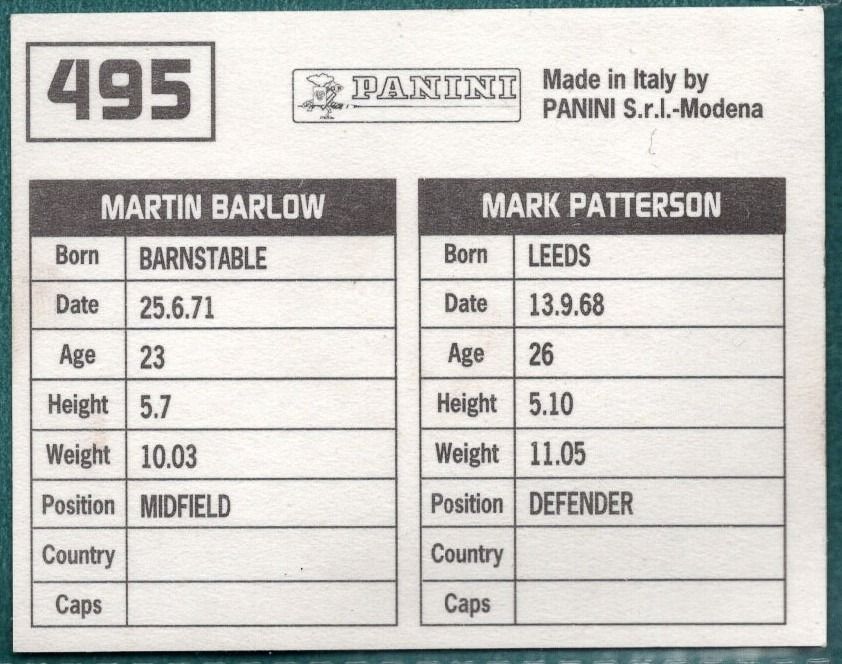 495
PANINI
Made in Italy by
PANINI S.r.l.-Modena
MARTIN BARLOW
Born BARNSTABLE
Date 25.6.71
Age 23
Height 5.7
Weight 10.03
Position MIDFIELD
Country
Caps
MARK PATTERSON
Born LEEDS
Date 13.9.68
Age 26
Height 5.10
Weight 11.05
Position DEFENDER
Country
Caps